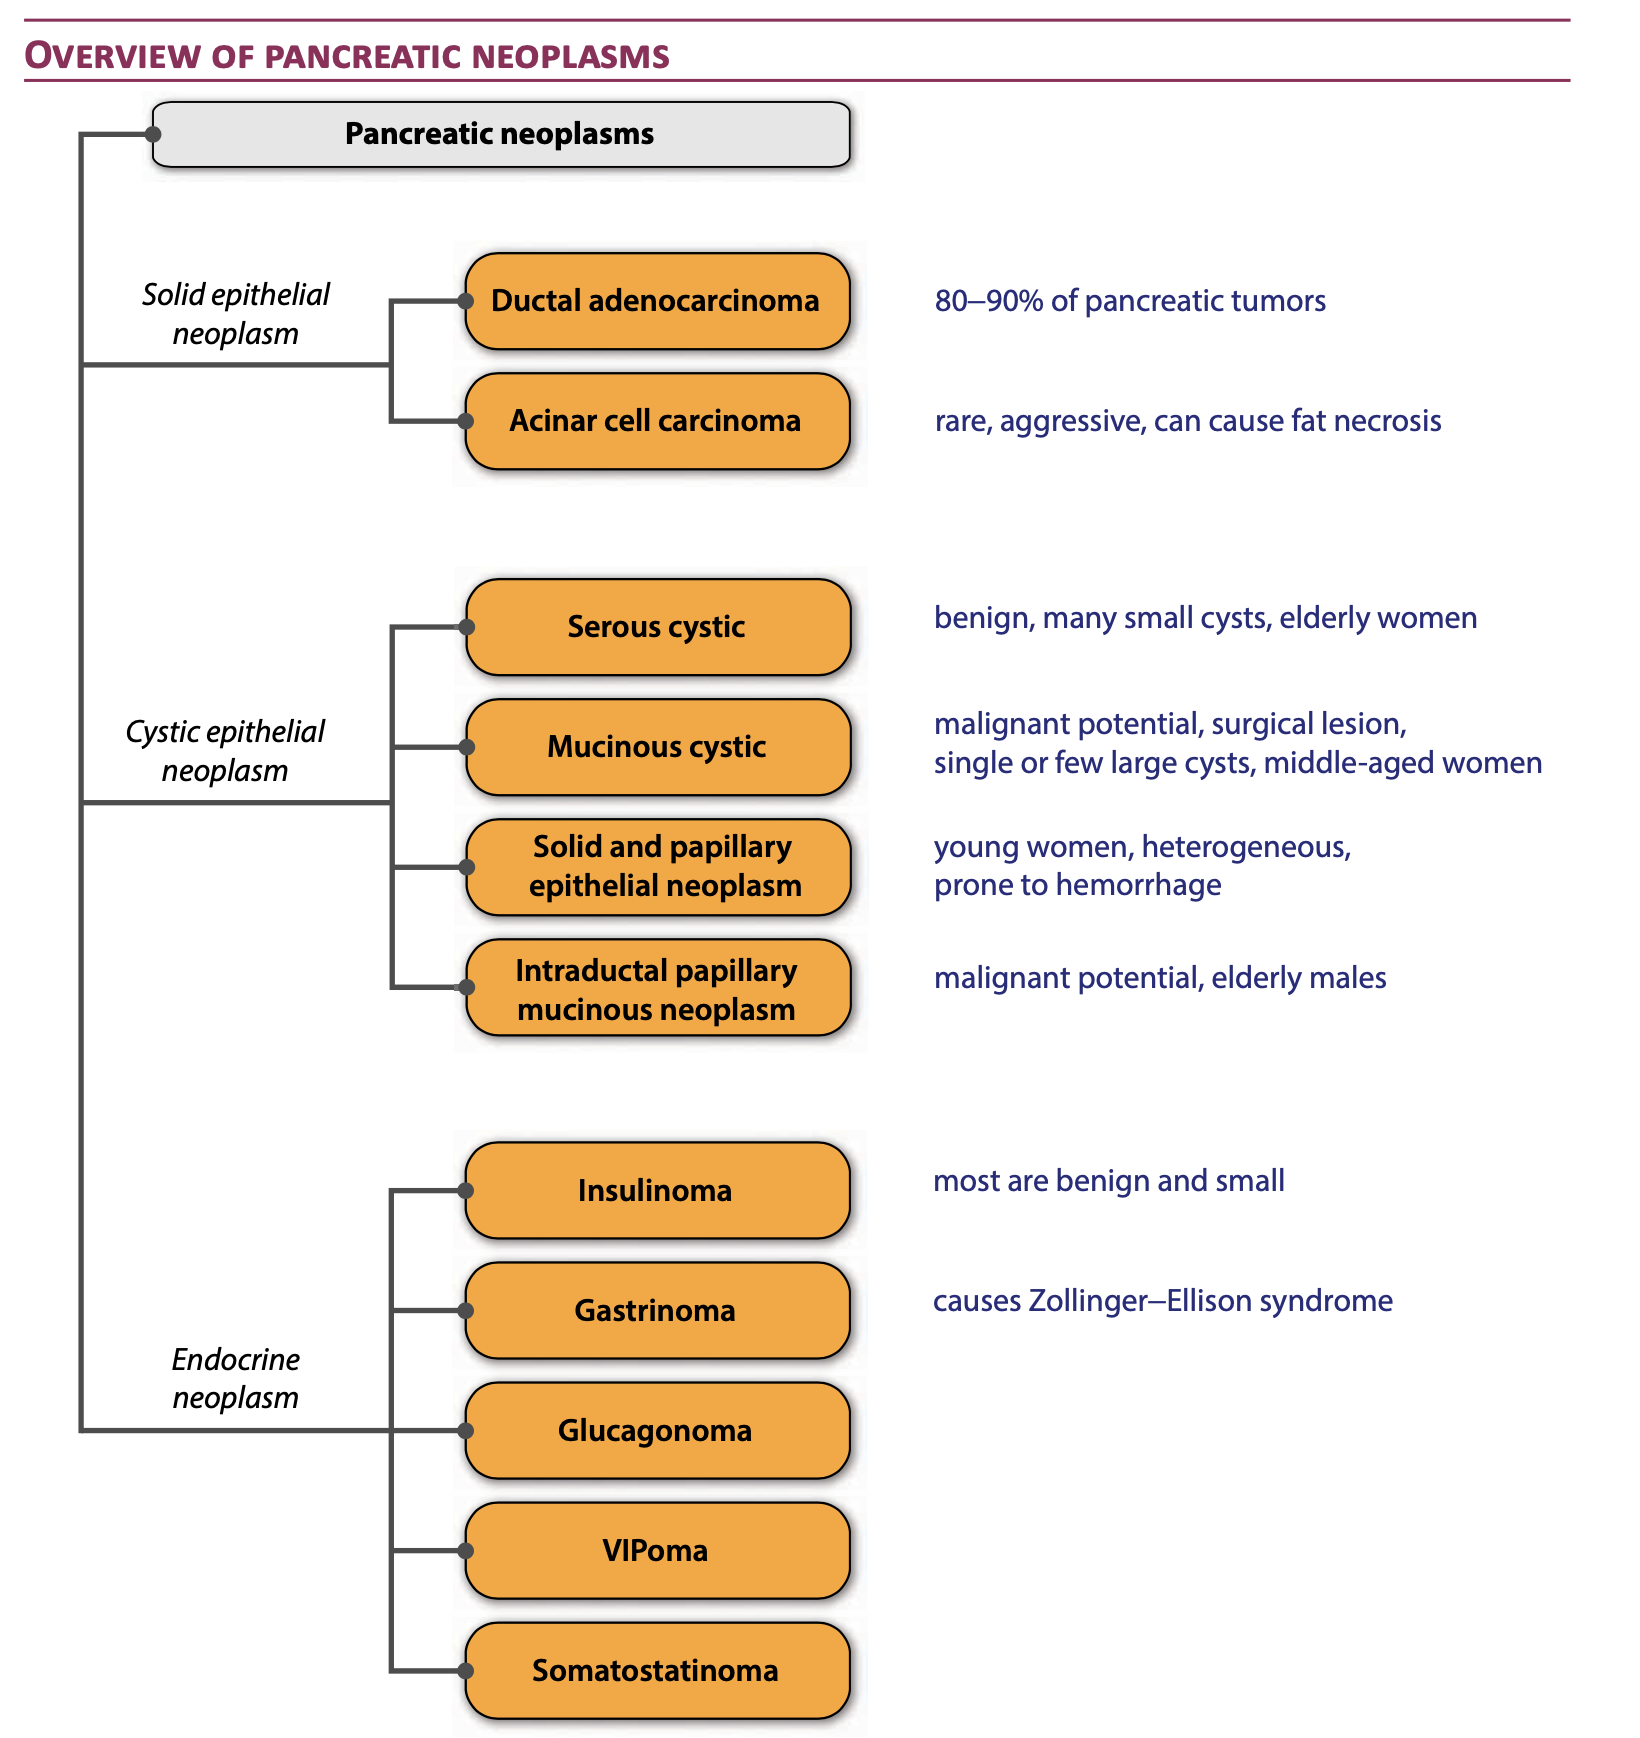 OVERVIEW OF PANCREATIC NEOPLASMS
Pancreatic neoplasms
Solid epithelial
neoplasm
Ductal adenocarcinoma
80–90% of pancreatic tumors
Acinar cell carcinoma
rare, aggressive, can cause fat necrosis
Cystic epithelial
neoplasm
Serous cystic
benign, many small cysts, elderly women
Mucinous cystic
malignant potential, surgical lesion,
single or few large cysts, middle-aged women
Solid and papillary
epithelial neoplasm
young women, heterogeneous,
prone to hemorrhage
Intraductal papillary
mucinous neoplasm
malignant potential, elderly males
Endocrine
neoplasm
Insulinoma
most are benign and small
Gastrinoma
causes Zollinger–Ellison syndrome
Glucagonoma
VIPoma
Somatostatinoma